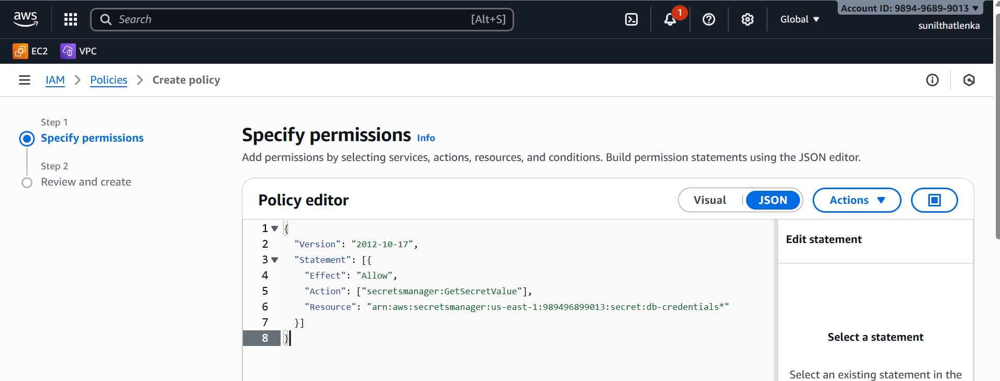 aws
Search
[Alt+S]
1
Global
Account ID: 9894-9689-9013
sunilthatlenka
EC2
VPC
IAM
Policies
Create policy
Step 1
Specify permissions
Step 2
Review and create
Specify permissions Info
Add permissions by selecting services, actions, resources, and conditions. Build permission statements using the JSON editor.
Policy editor
Visual
JSON
Actions
1 {
2 "Version": "2012-10-17",
3 "Statement": [{
4 "Effect": "Allow",
5 "Action": ["secretsmanager:GetSecretValue"],
6 "Resource": "arn:aws:secretsmanager:us-east-1:989496899013:secret:db-credentials*"
7 }]
8 }
Edit statement
Select a statement
Select an existing statement in the